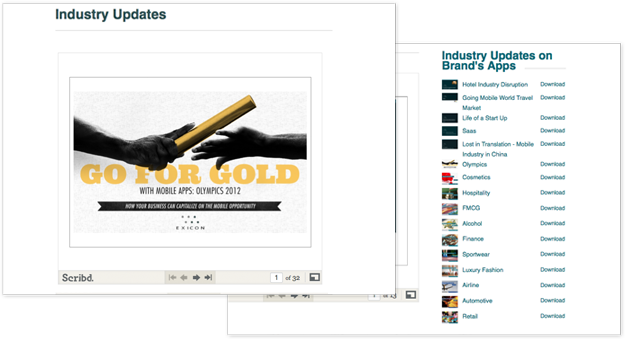 Industry Updates
GO FOR GOLD
WITH MOBILE APPS: OLYMPICS 2012
HOW YOUR BUSINESS CAN CAPITALIZE ON THE MOBILE OPPORTUNITY
EXICON
Scribd.
1 of 32
Industry Updates on
Brand's Apps
Hotel Industry Disruption Download
Going Mobile World Travel Download
Market
Life of a Start Up Download
Saas Download
Lost in Translation - Mobile Download
Industry in China
Olympics Download
Cosmetics Download
Hospitality Download
FMCG Download
Alcohol Download
Finance Download
Sportwear Download
Luxury Fashion Download
Airline Download
Automotive Download
Retail Download
1 of